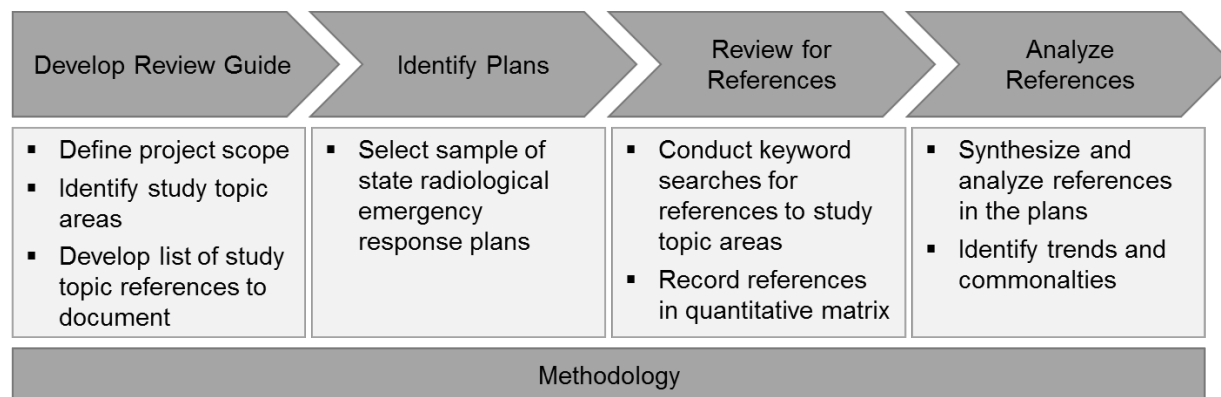 Develop Review Guide
Identify Plans
Review for
References
Analyze
References
▪ Define project scope
▪ Identify study topic
areas
▪ Develop list of study
topic references to
document
▪ Select sample of
state radiological
emergency
response plans
▪ Conduct keyword
searches for
references to study
topic areas
▪ Record references
in quantitative matrix
▪ Synthesize and
analyze references
in the plans
▪ Identify trends and
commonalties
Methodology